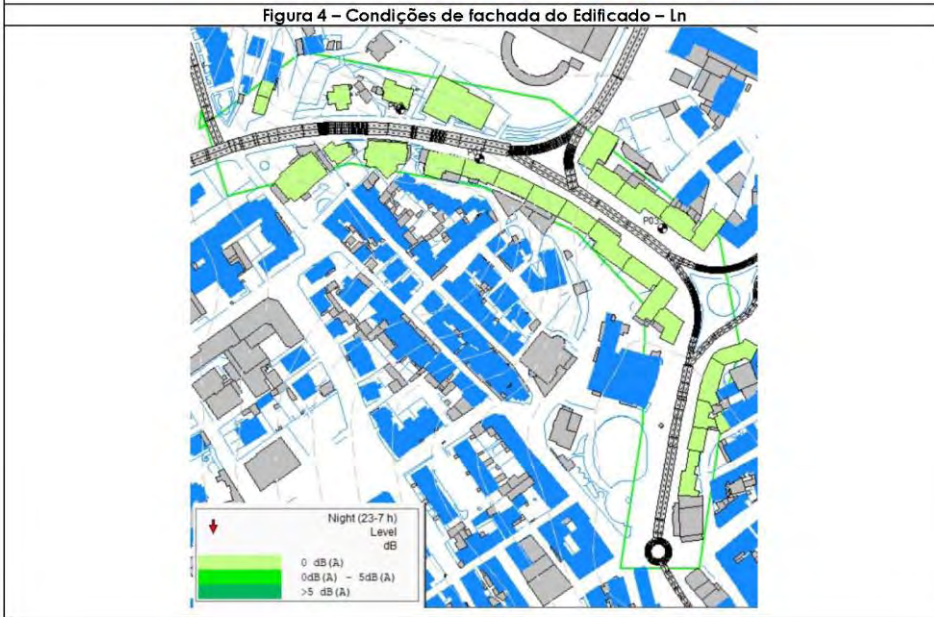 Figura 4 – Condições de fachada do Edificado – Ln
P03
Night (23-7 h)
Level
dB
0 dB(A)
0dB(A) - 5dB(A)
>5 dB(A)